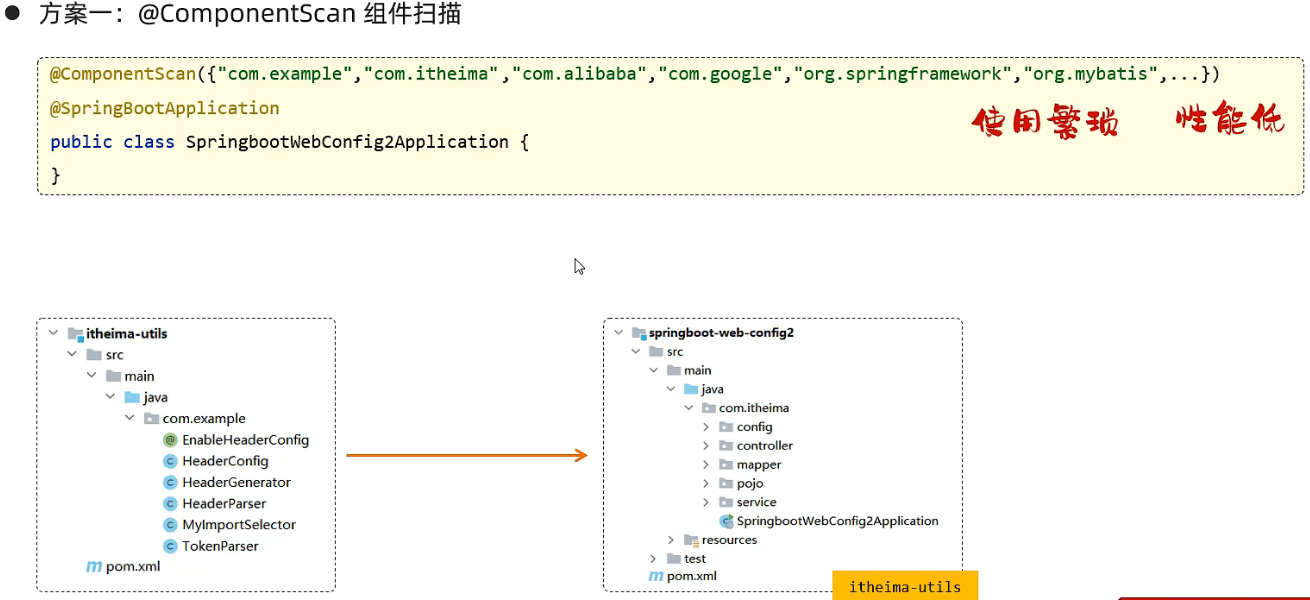 ● 方案一：@ComponentScan 组件扫描
@ComponentScan({"com.example","com.itheima","com.alibaba","com.google","org.springframework","org.mybatis",...})
@SpringBootApplication
public class SpringbootWebConfig2Application {
}
使用繁琐 性能低
itheima-utils
src
main
java
com.example
EnableHeaderConfig
HeaderConfig
HeaderGenerator
HeaderParser
MyImportSelector
TokenParser
pom.xml
springboot-web-config2
src
main
java
com.itheima
config
controller
mapper
pojo
service
SpringbootWebConfig2Application
resources
test
pom.xml
itheima-utils